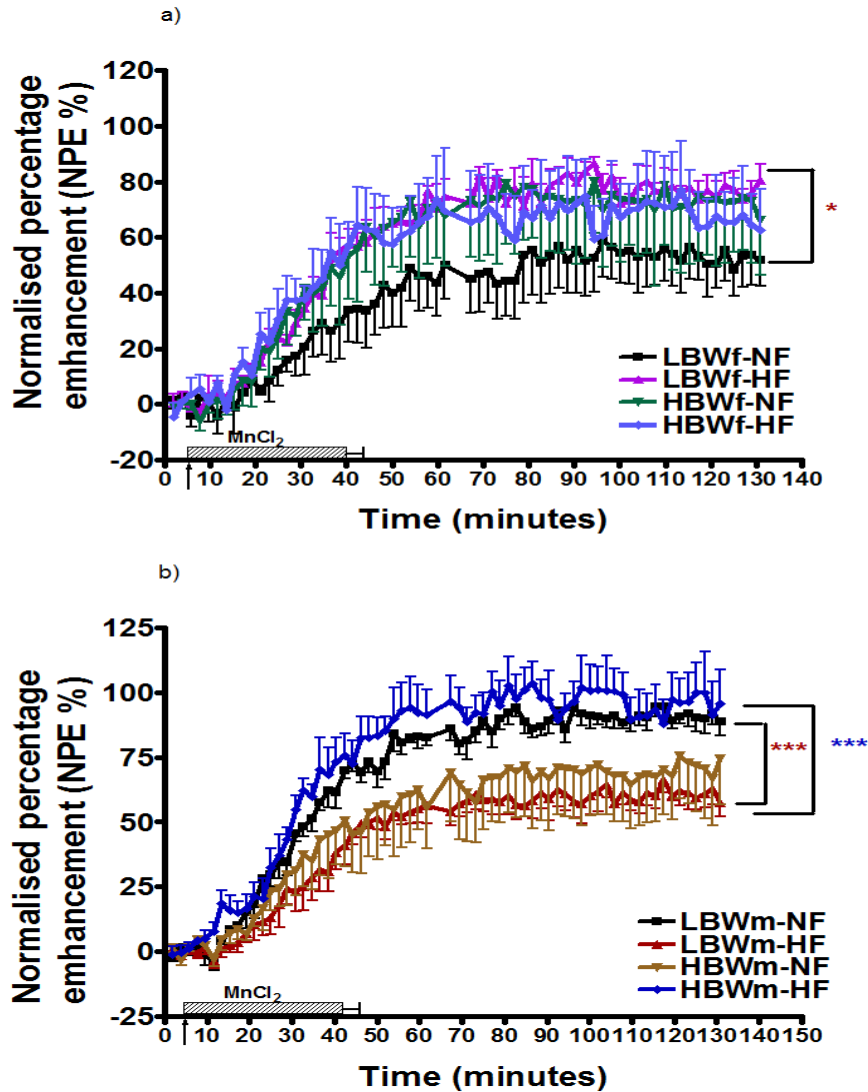 a)
Normalised percentage
emhancement (NPE %)
120
100
80
60
40
20
0
-20
*
LBWf-NF
LBWf-HF
HBWf-NF
HBWf-HF
MnCl₂
0 10 20 30 40 50 60 70 80 90 100 110 120 130 140
Time (minutes)
b)
Normalised percentage
emhancement (NPE %)
125
100
75
50
25
0
-25
*** ***
LBWm-NF
LBWm-HF
HBWm-NF
HBWm-HF
MnCl₂
0 10 20 30 40 50 60 70 80 90 100 110 120 130 140 150
Time (minutes)